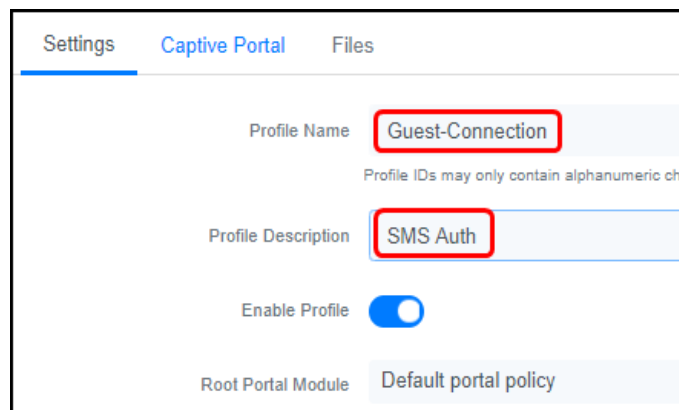 Settings Captive Portal Files
Profile Name Guest-Connection
Profile IDs may only contain alphanumeric
Profile Description SMS Auth
Enable Profile
Root Portal Module Default portal policy